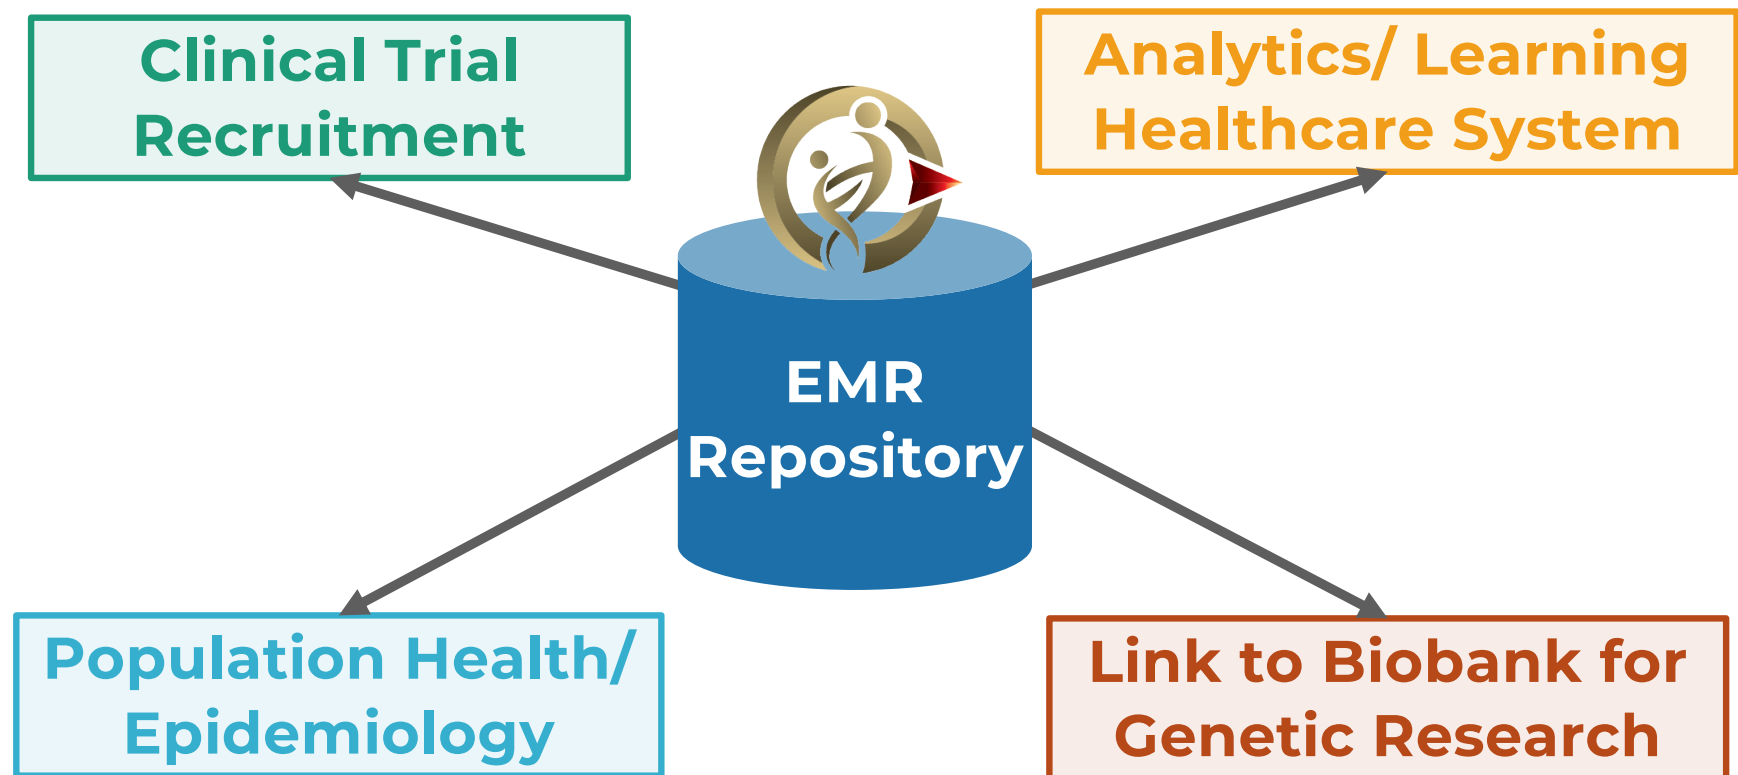 Clinical Trial
Recruitment
Analytics/ Learning
Healthcare System
EMR
Repository
Population Health/
Epidemiology
Link to Biobank for
Genetic Research